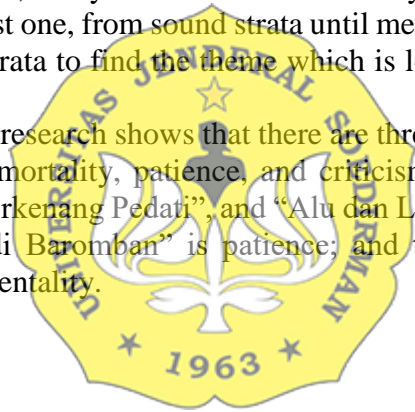 st one, from sound strata until me
rata to find the theme which is l
research shows that there are thr
mortality, patience, and criticism
rkenang Pedati", and "Alu dan L
di Baromban" is patience; and
entality.
UNIVERSITAS JENDERAL SOEDIRMAN
1963